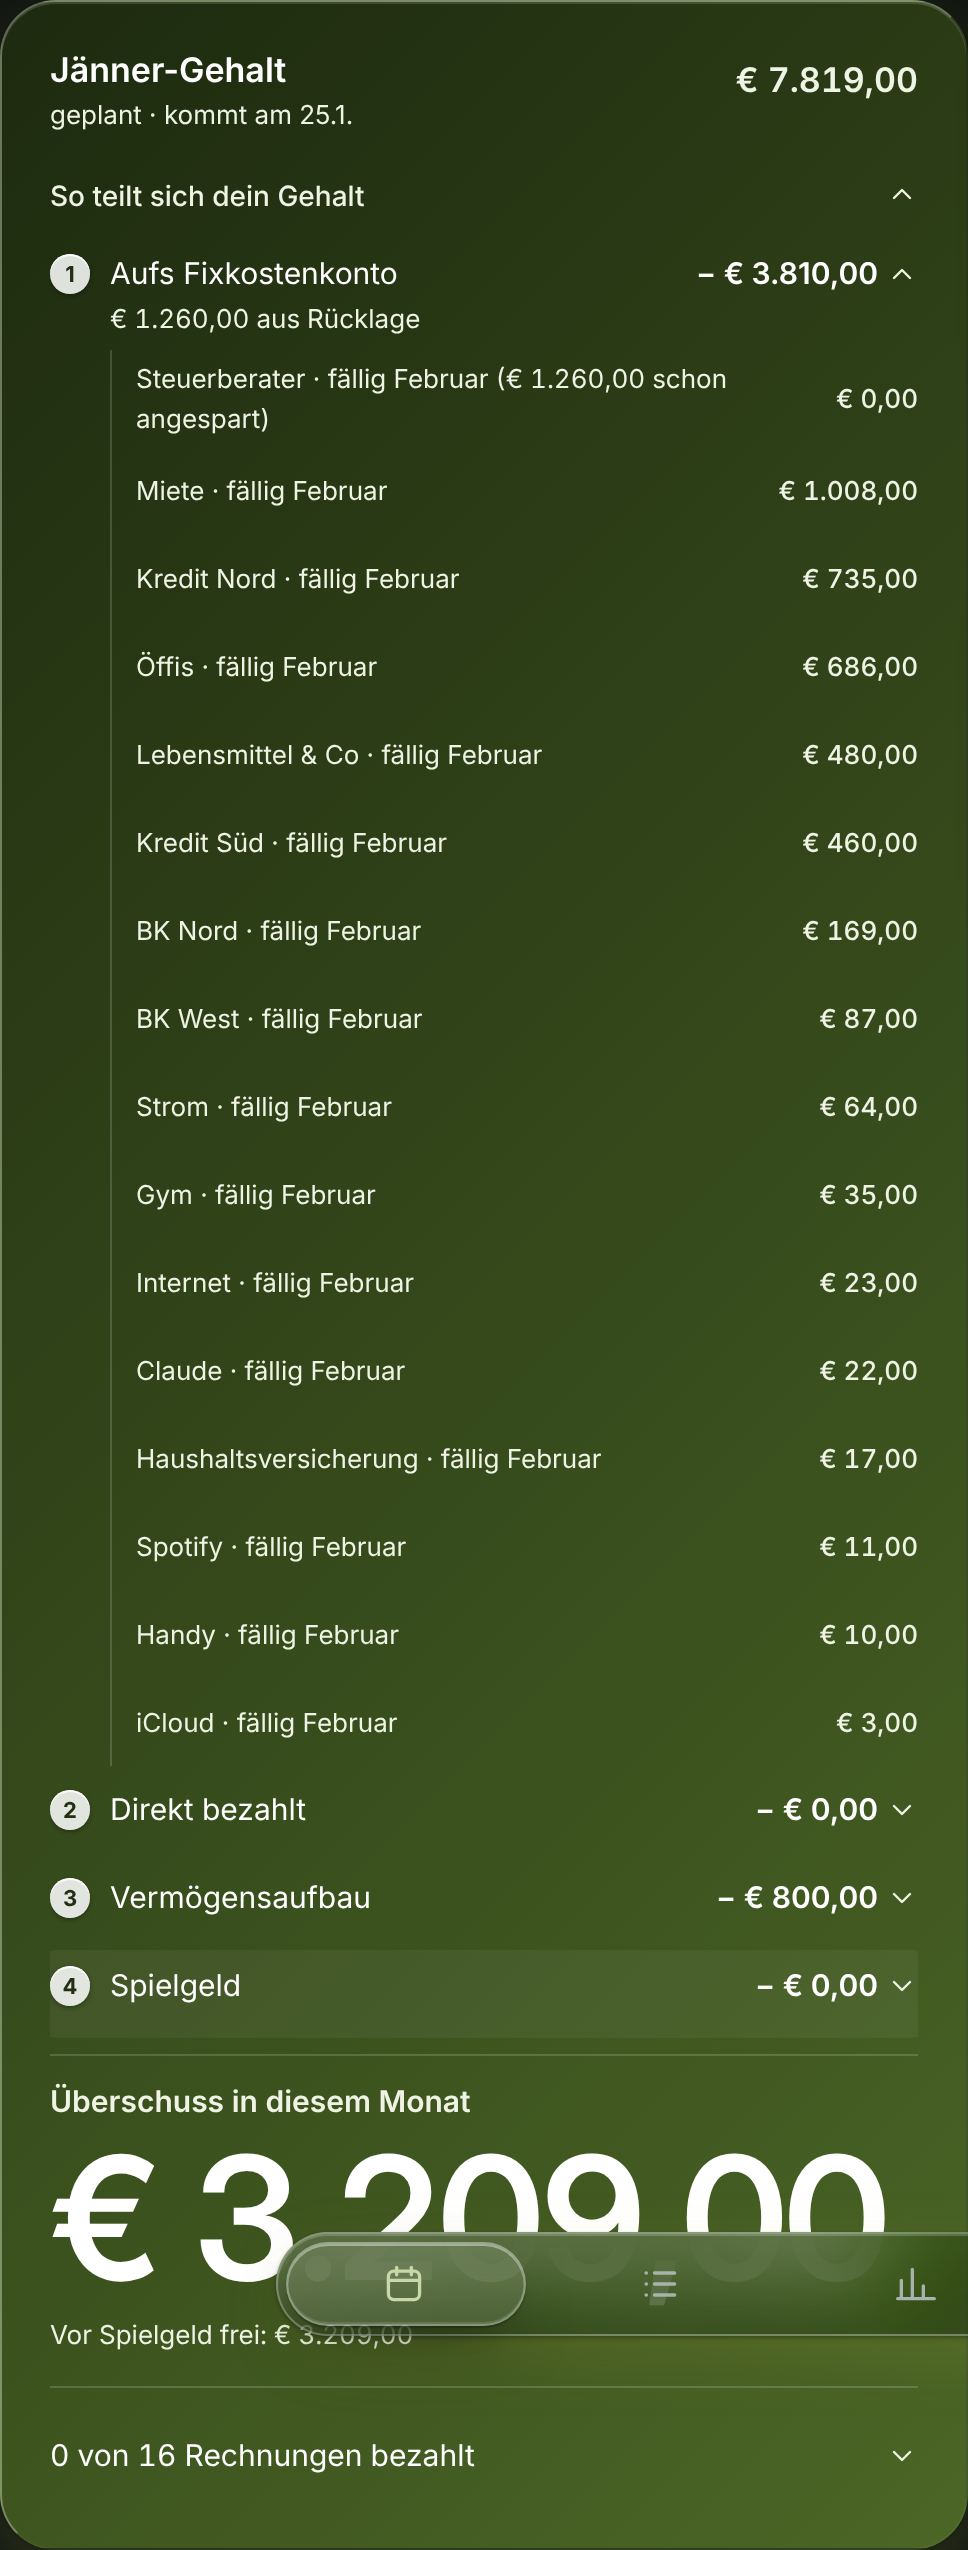 Jänner-Gehalt
€ 7.819,00
geplant · kommt am 25.1.
So teilt sich dein Gehalt
1 Aufs Fixkostenkonto – € 3.810,00
€ 1.260,00 aus Rücklage
Steuerberater · fällig Februar (€ 1.260,00 schon
angespart)
€ 0,00
Miete · fällig Februar € 1.008,00
Kredit Nord · fällig Februar € 735,00
Öffis · fällig Februar € 686,00
Lebensmittel & Co · fällig Februar € 480,00
Kredit Süd · fällig Februar € 460,00
BK Nord · fällig Februar € 169,00
BK West · fällig Februar € 87,00
Strom · fällig Februar € 64,00
Gym · fällig Februar € 35,00
Internet · fällig Februar € 23,00
Claude · fällig Februar € 22,00
Haushaltsversicherung · fällig Februar € 17,00
Spotify · fällig Februar € 11,00
Handy · fällig Februar € 10,00
iCloud · fällig Februar € 3,00
2 Direkt bezahlt – € 0,00
3 Vermögensaufbau – € 800,00
4 Spielgeld – € 0,00
Überschuss in diesem Monat
€ 3.209,00
Vor Spielgeld frei: € 3.209,00
0 von 16 Rechnungen bezahlt